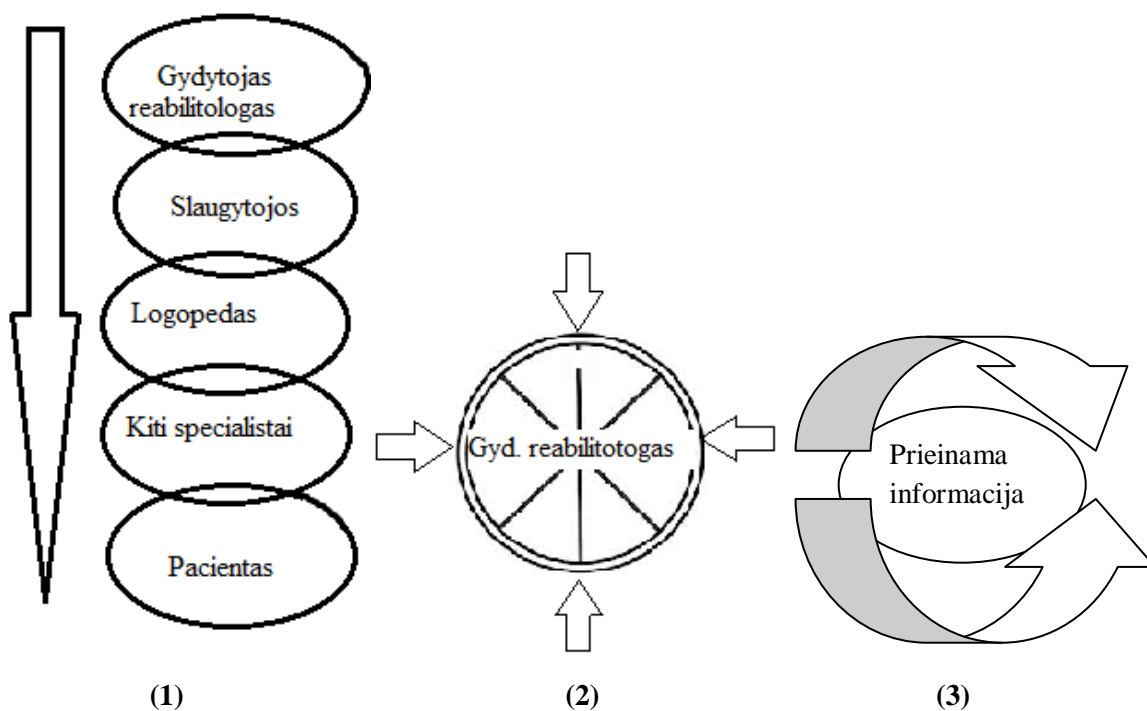 Gydytojas
reabilitologas
Slaugytojos
Logopedas
Kiti specialistai
Pacientas
Gyd. reabilitotogas
Prieinama
informacija
(1)
(2)
(3)